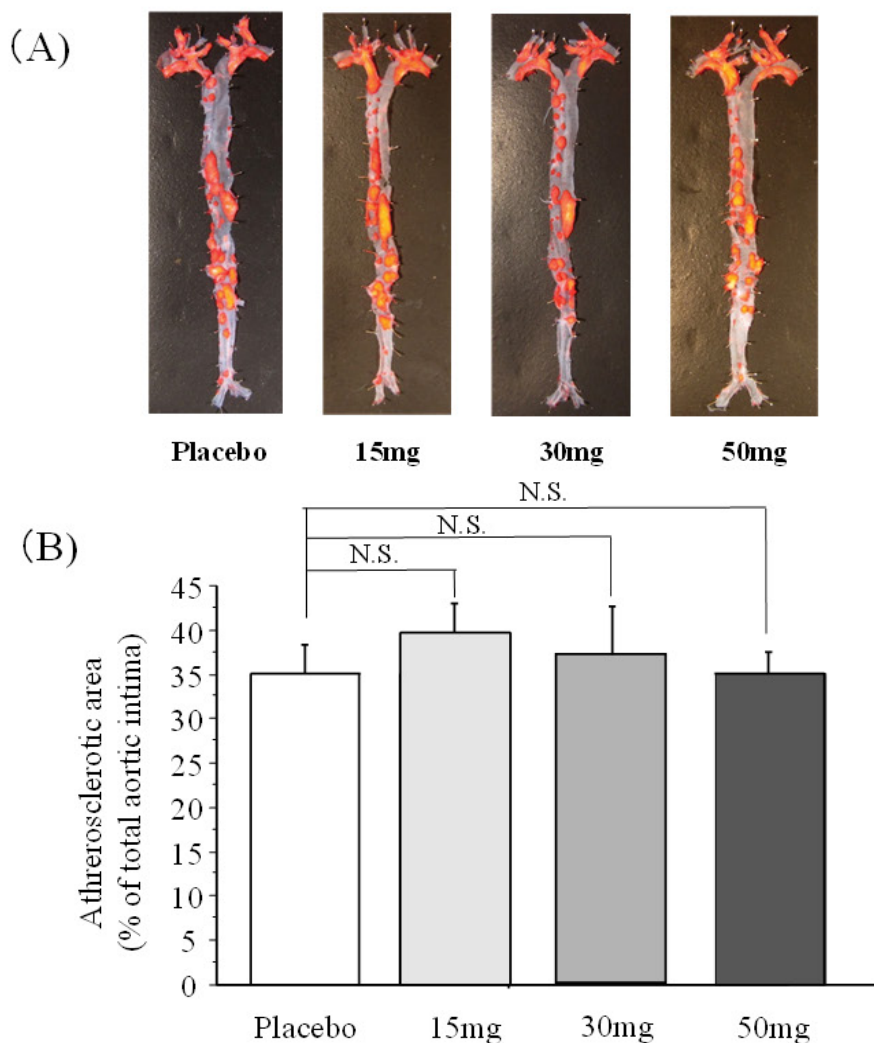 (A)
Placebo 15mg 30mg 50mg
N.S.
N.S.
(B)
N.S.
45
40
35
30
25
20
15
10
5
0
Athrerosclerotic area
(% of total aortic intima)
Placebo 15mg 30mg 50mg